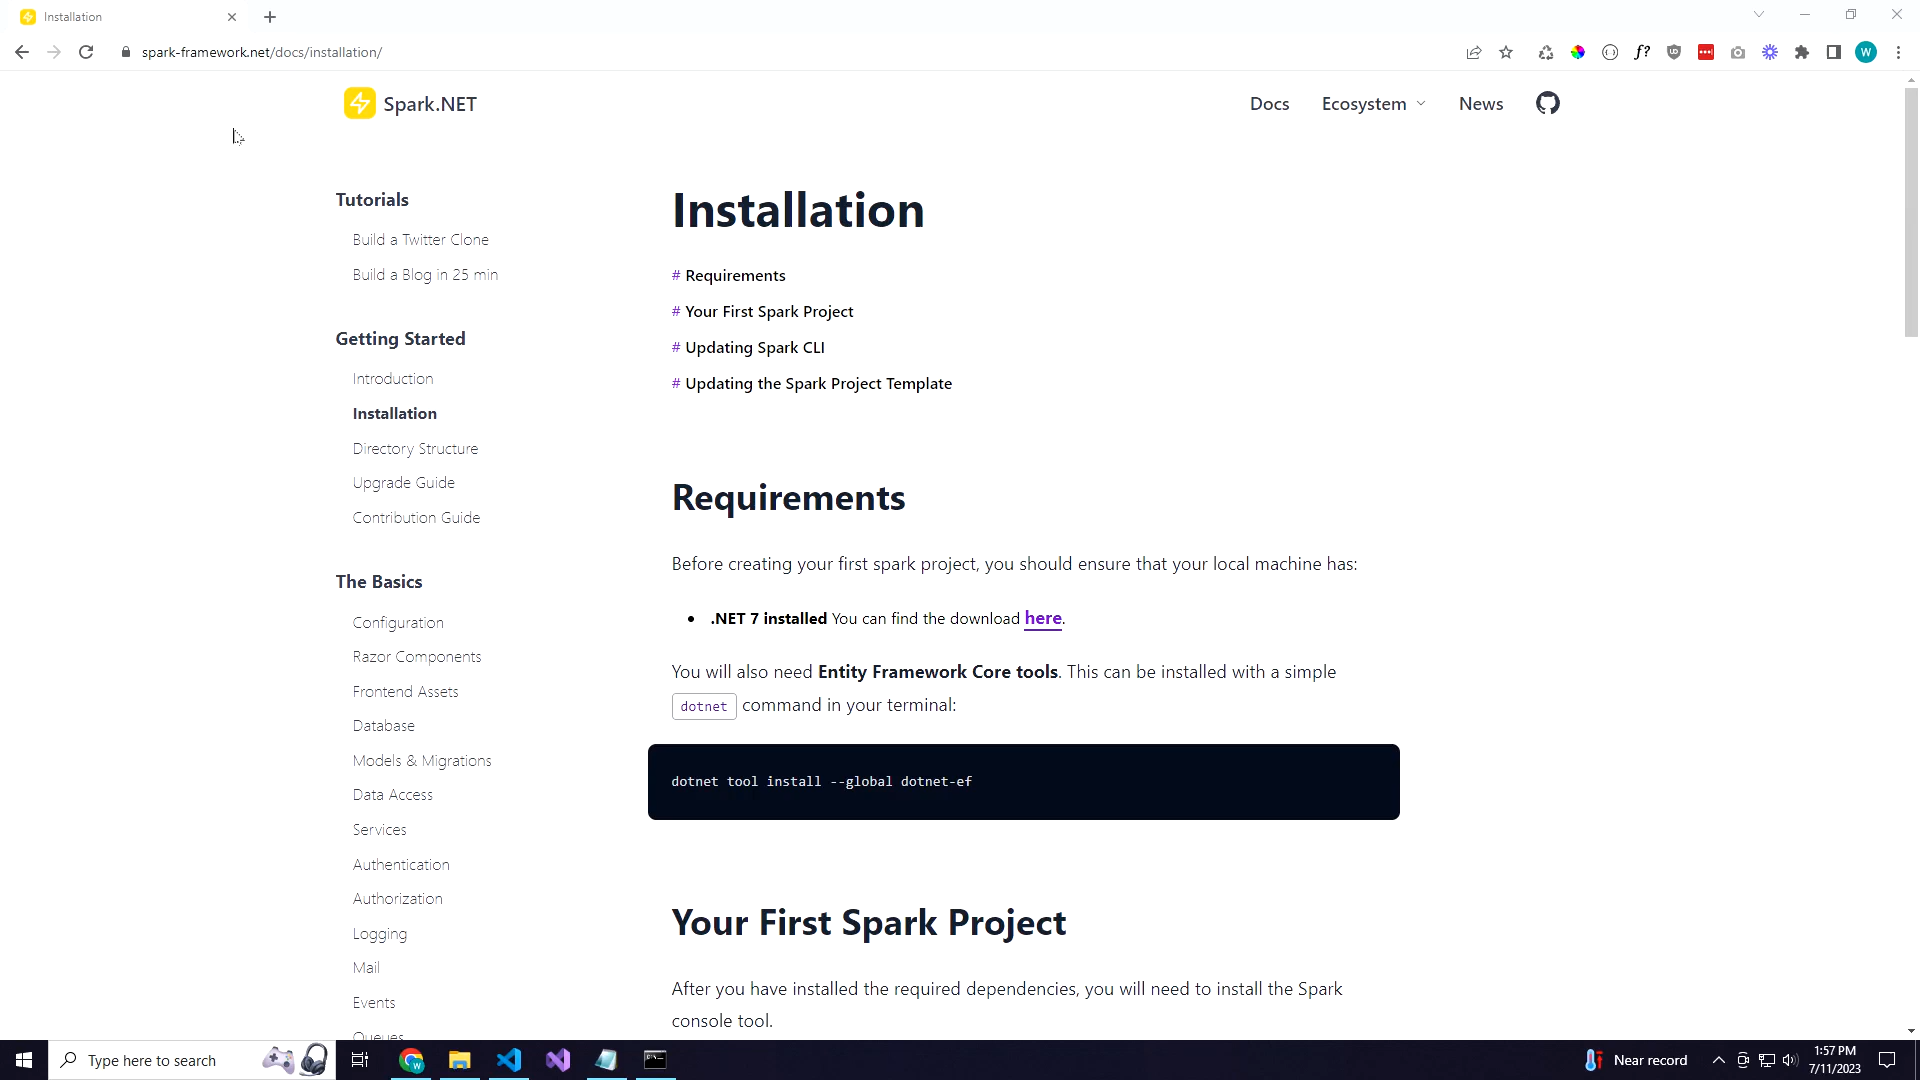 Installation
spark-framework.net/docs/installation/
f?
W
Spark.NET
Docs
Ecosystem
News
Tutorials
Build a Twitter Clone
Build a Blog in 25 min
Getting Started
Introduction
Installation
Directory Structure
Upgrade Guide
Contribution Guide
The Basics
Configuration
Razor Components
Frontend Assets
Database
Models & Migrations
Data Access
Services
Authentication
Authorization
Logging
Mail
Events
Queues
Installation
# Requirements
# Your First Spark Project
# Updating Spark CLI
# Updating the Spark Project Template
Requirements
Before creating your first spark project, you should ensure that your local machine has:
.NET 7 installed You can find the download here.
You will also need Entity Framework Core tools. This can be installed with a simple
dotnet command in your terminal:
dotnet tool install --global dotnet-ef
Your First Spark Project
After you have installed the required dependencies, you will need to install the Spark
console tool.
Type here to search
Near record
1:57 PM
7/11/2023